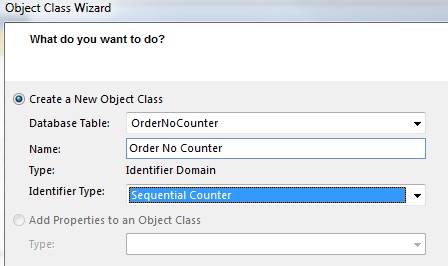 Object Class Wizard
What do you want to do?
Create a New Object Class
Database Table: OrderNoCounter
Name: Order No Counter
Type: Identifier Domain
Identifier Type: Sequential Counter
Add Properties to an Object Class
Type: